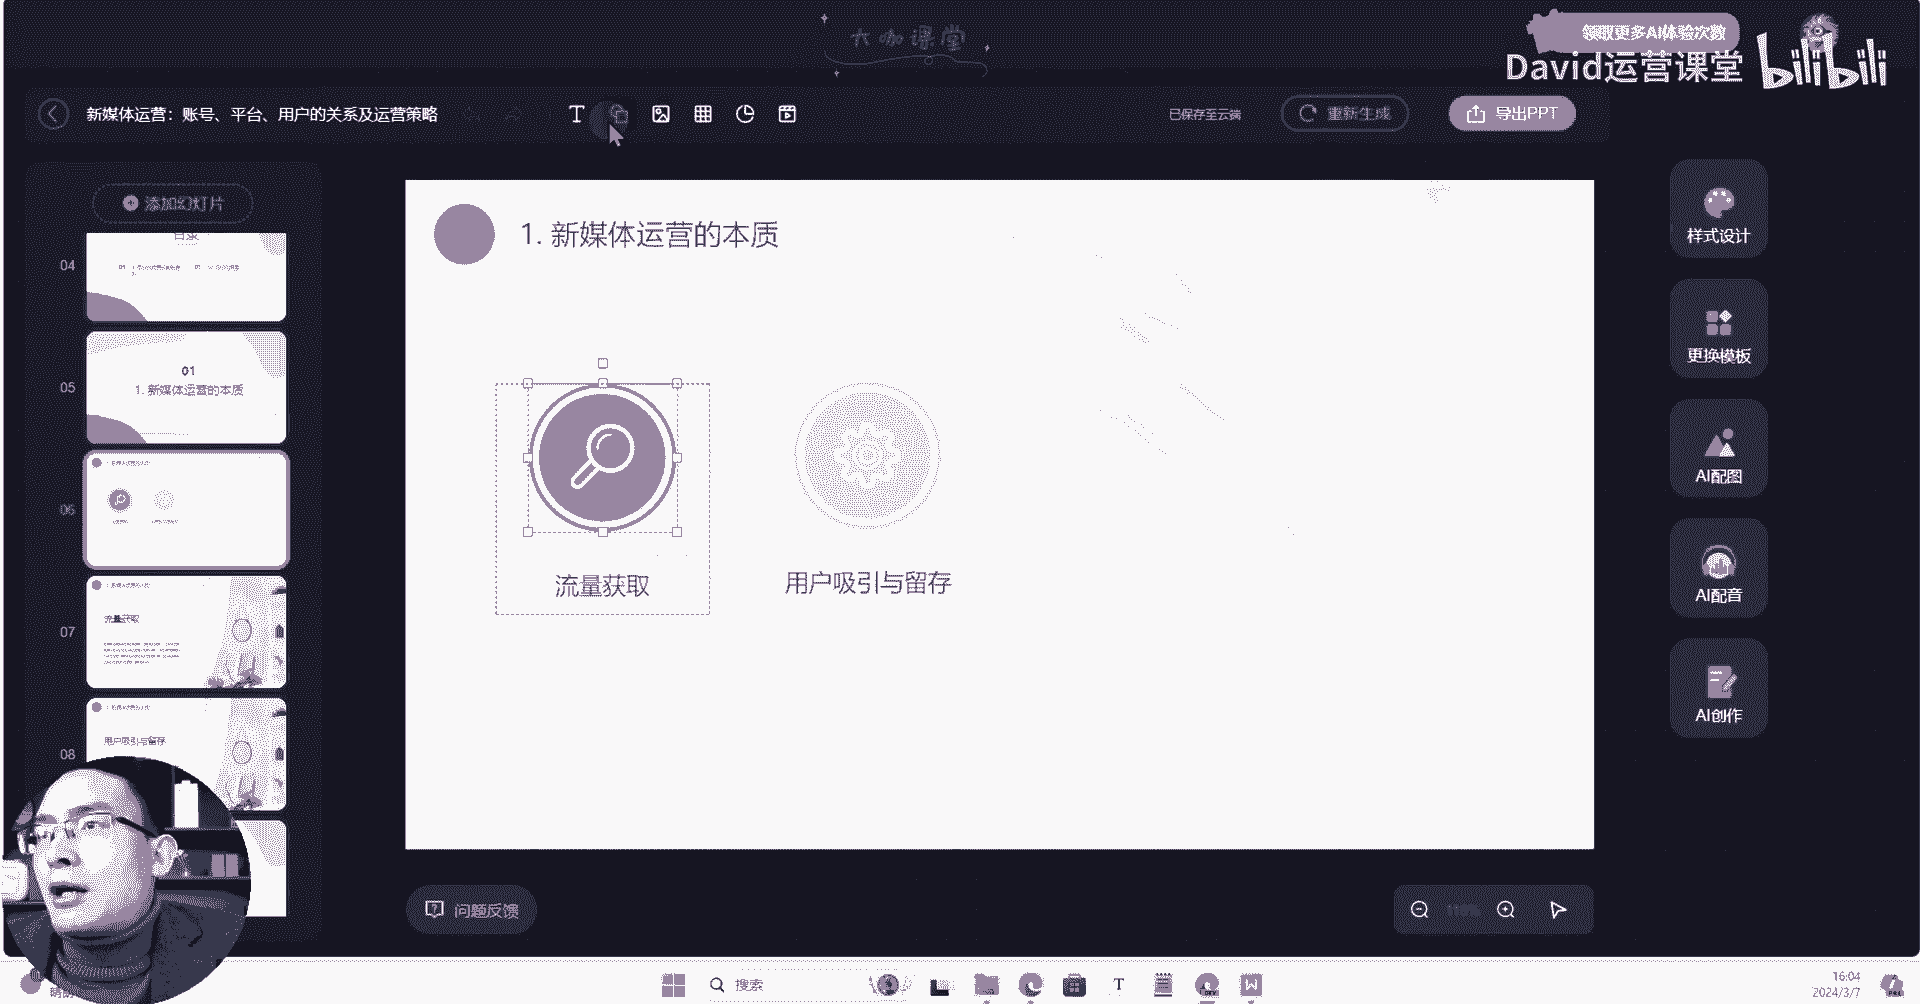 大咖课堂
领取更多AI体验次数
David运营课堂
bilibili
新媒体运营：账号、平台、用户的关系及运营策略
已保存至云端
重新生成
导出PPT
添加幻灯片
04
目录
05
01
1. 新媒体运营的本质
06
07
流量获取
08
用户吸引与留存
1. 新媒体运营的本质
流量获取
用户吸引与留存
样式设计
更换模板
AI配图
AI配音
AI创作
问题反馈
搜索
16:04
2024/3/7